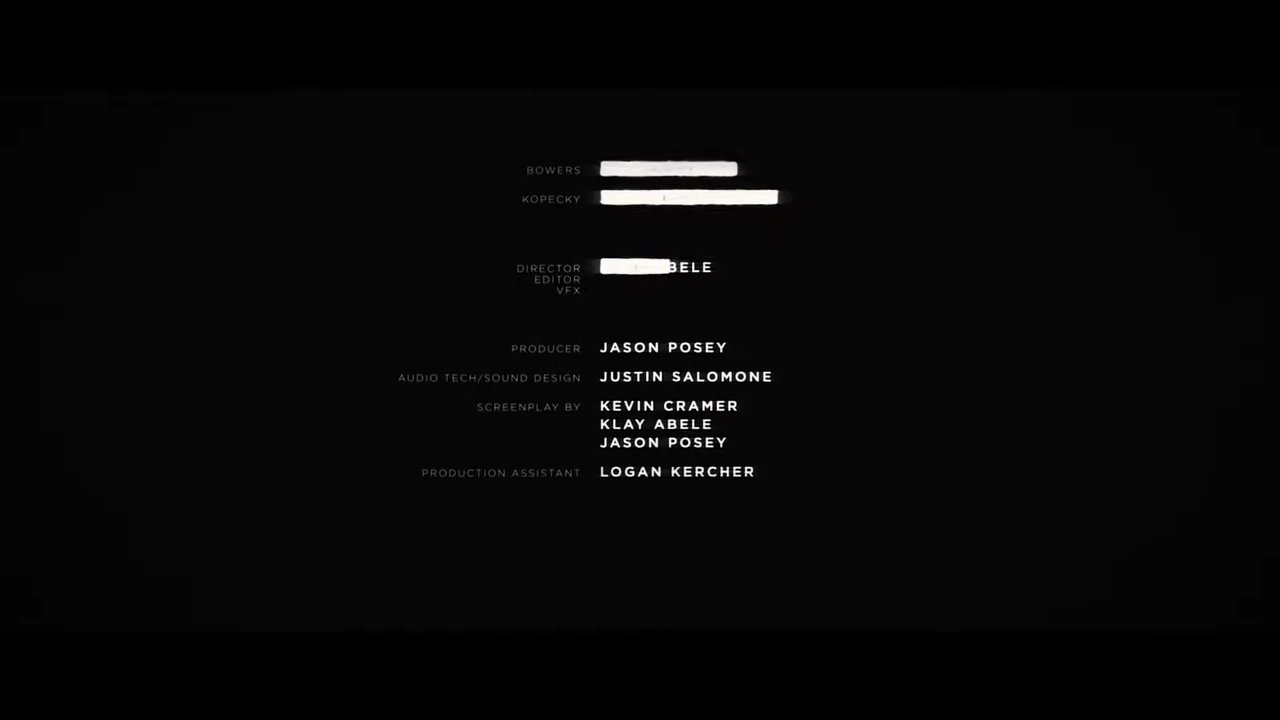 BOWERS
KOPECKY
DIRECTOR BELE
EDITOR
VFX
PRODUCER JASON POSEY
AUDIO TECH/SOUND DESIGN JUSTIN SALOMONE
SCREENPLAY BY KEVIN CRAMER
KLAY ABELE
JASON POSEY
PRODUCTION ASSISTANT LOGAN KERCHER